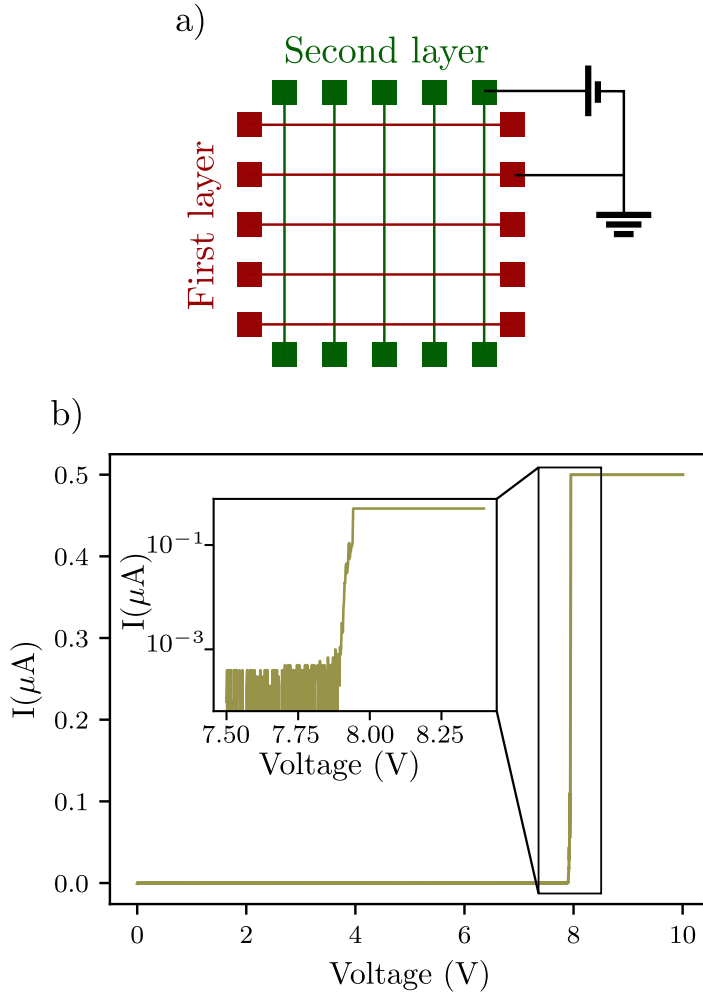 a)
Second layer
First layer
b)
I(μA)
0.5
0.4
0.3
0.2
0.1
0.0
0
2
4
6
8
10
Voltage (V)
I(μA)
10⁻¹
10⁻³
7.50
7.75
8.00
8.25
Voltage (V)